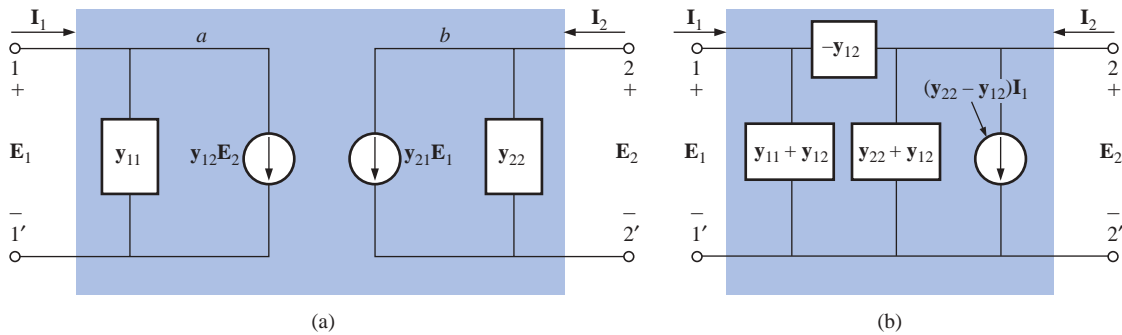 I₁
a
b
I₂
1
+
2
+
E₁
y₁₁
y₁₂E₂
y₂₁E₁
y₂₂
E₂
–
1′
–
2′
(a)
I₁
–y₁₂
I₂
1
+
(y₂₂ – y₁₂)I₁
2
+
E₁
y₁₁ + y₁₂
y₂₂ + y₁₂
E₂
–
1′
–
2′
(b)